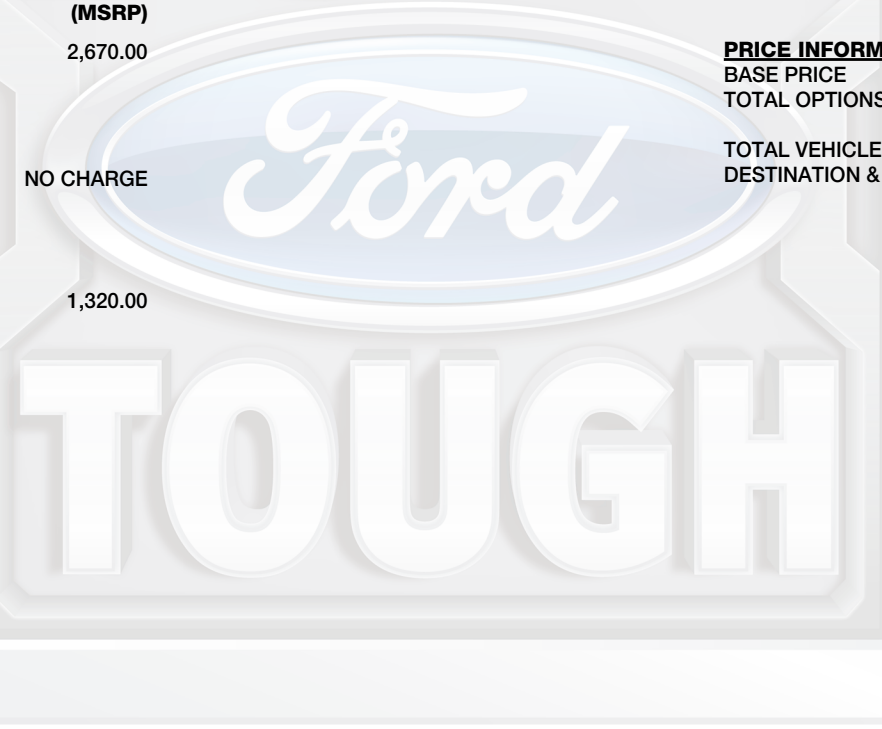 (MSRP)
2,670.00
NO CHARGE
1,320.00
PRICE INFORM
BASE PRICE
TOTAL OPTIONS
TOTAL VEHICLE
DESTINATION &
Ford
TOUGH